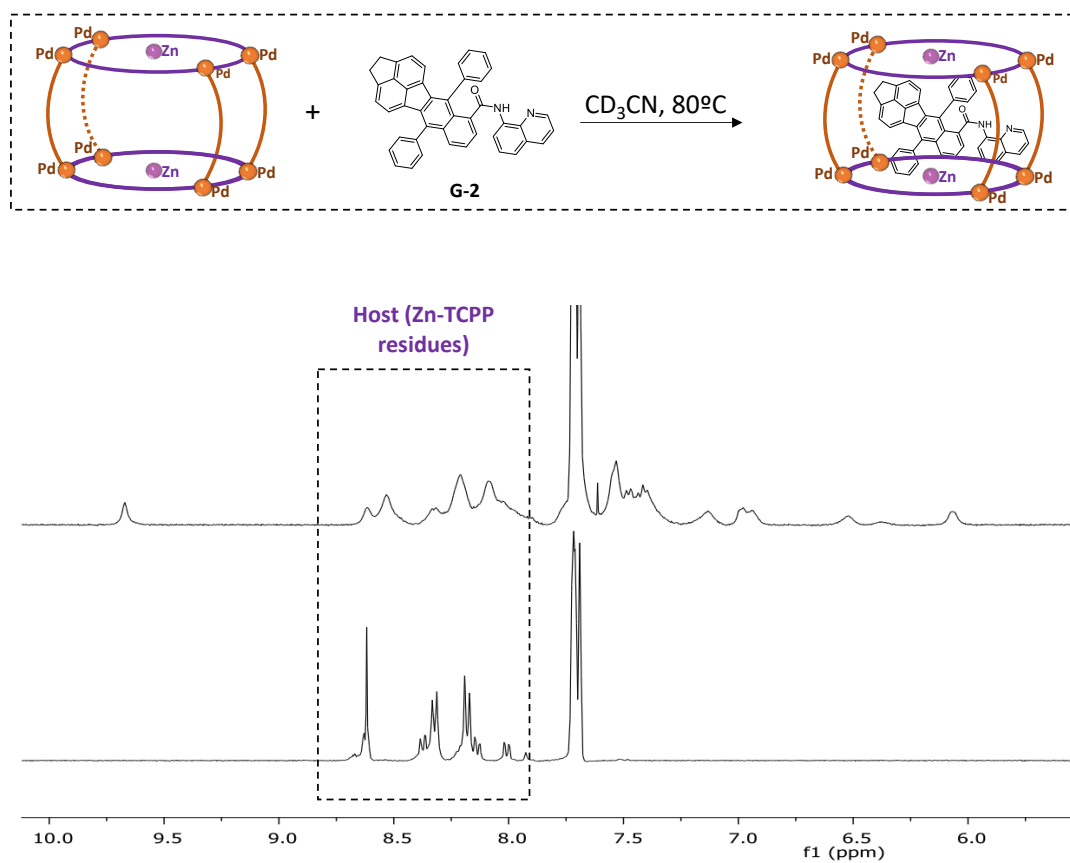 Pd
Pd
Zn
Pd
Pd
Pd
Pd
Zn
Pd
Pd
+
O
NH
N
G-2
CD3CN, 80ºC
Pd
Pd
Zn
Pd
Pd
O
NH
N
Pd
Pd
Zn
Pd
Pd
Host (Zn-TCPP
residues)
10.0 9.5 9.0 8.5 8.0 7.5 7.0 6.5 6.0
f1 (ppm)